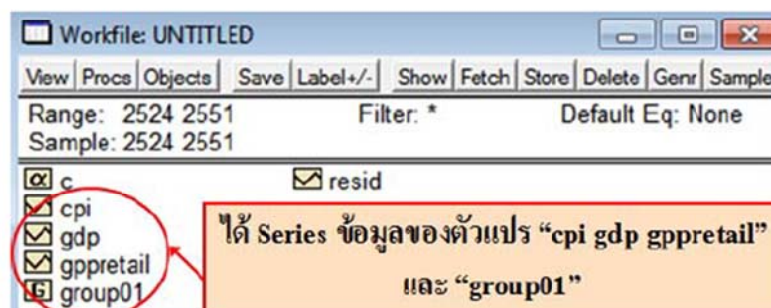 Workfile: UNTITLED
View Procs Objects Save Label+/- Show Fetch Store Delete Genr Sample
Range: 2524 2551 Filter: * Default Eq: None
Sample: 2524 2551
c resid
cpi
gdp
gppretail
group01
ได้ Series ข้อมูลของตัวแปร “cpi gdp gppretail”
และ “group01”